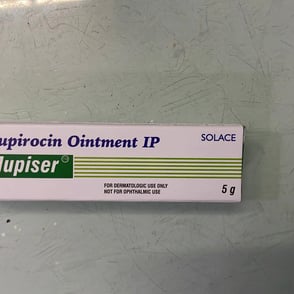 upirocin Ointment IP
SOLACE
lupiser®
FOR DERMATOLOGIC USE ONLY
NOT FOR OPHTHALMIC USE
5 g